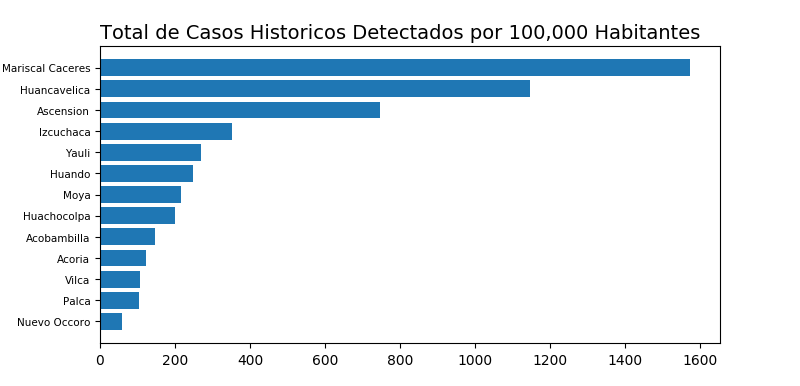 Total de Casos Historicos Detectados por 100,000 Habitantes
Mariscal Caceres
Huancavelica
Ascension
Izcuchaca
Yauli
Huando
Moya
Huachocolpa
Acobambilla
Acoria
Vilca
Palca
Nuevo Occoro
0 200 400 600 800 1000 1200 1400 1600